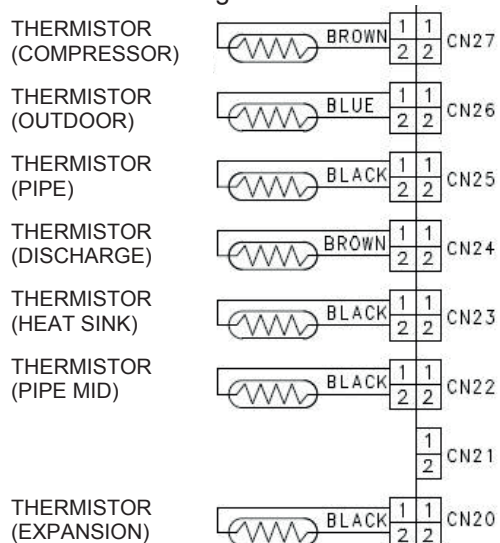 THERMISTOR
(COMPRESSOR)
BROWN
1 1
2 2
CN27
THERMISTOR
(OUTDOOR)
BLUE
1 1
2 2
CN26
THERMISTOR
(PIPE)
BLACK
1 1
2 2
CN25
THERMISTOR
(DISCHARGE)
BROWN
1 1
2 2
CN24
THERMISTOR
(HEAT SINK)
BLACK
1 1
2 2
CN23
THERMISTOR
(PIPE MID)
BLACK
1 1
2 2
CN22
1
2
CN21
THERMISTOR
(EXPANSION)
BLACK
1 1
2 2
CN20